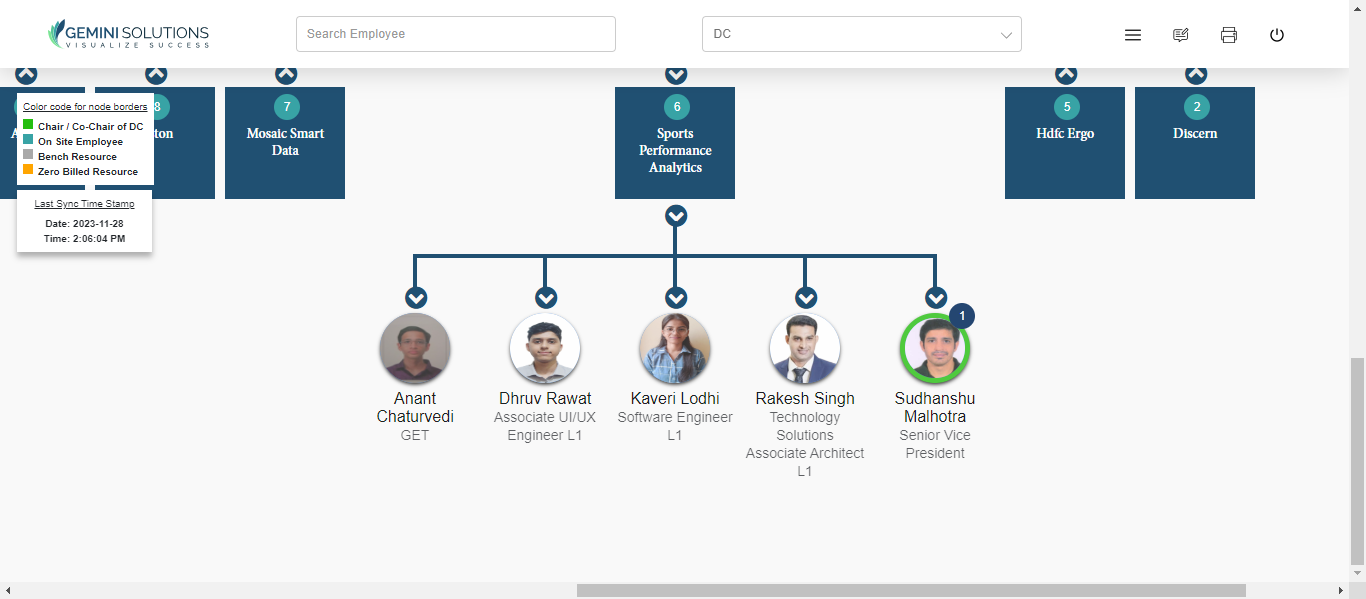 GEMINI SOLUTIONS
VISUALIZE SUCCESS
Search Employee
DC
Color code for node borders
Chair / Co-Chair of DC
On Site Employee
Bench Resource
Zero Billed Resource
Last Sync Time Stamp
Date: 2023-11-28
Time: 2:06:04 PM
8
7
Mosaic Smart
Data
6
Sports
Performance
Analytics
5
Hdfc Ergo
2
Discern
Anant
Chaturvedi
GET
Dhruv Rawat
Associate UI/UX
Engineer L1
Kaveri Lodhi
Software Engineer
L1
Rakesh Singh
Technology
Solutions
Associate Architect
L1
1
Sudhanshu
Malhotra
Senior Vice
President